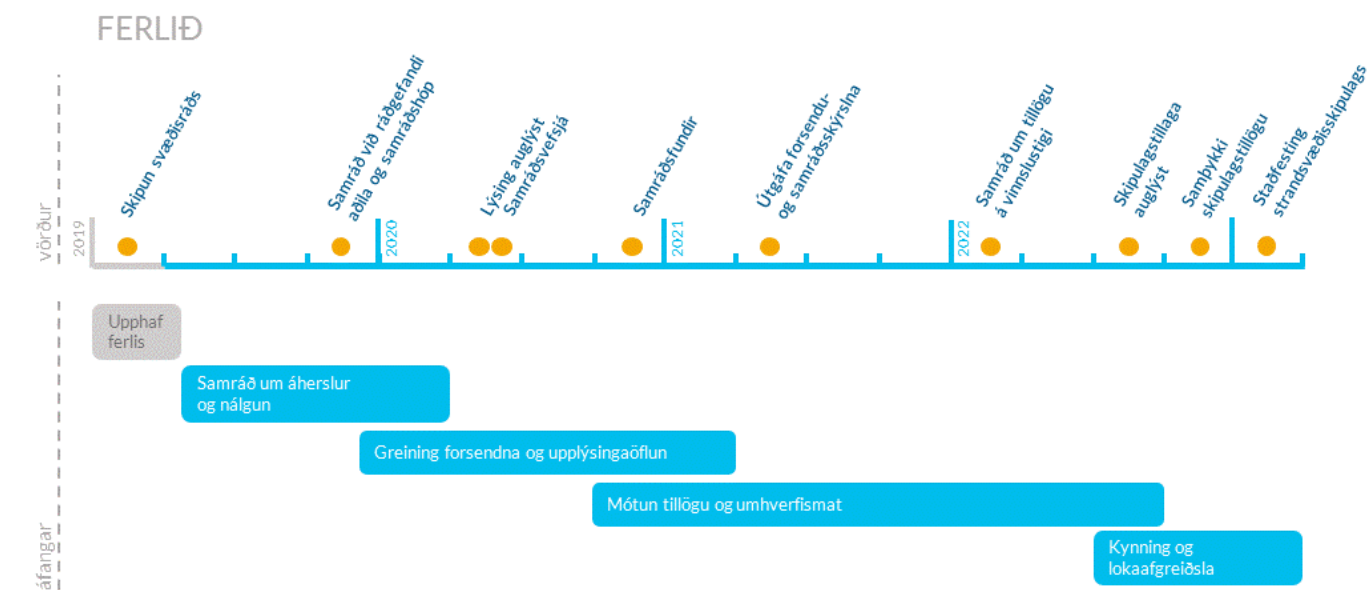 FERLIÐ
vörður
2019
Skipun svæðisráðs
Samráð við ráðgefandi
aðila og samráðshóp
2020
Lýsing auglýst
Samráðsvefsjá
Samráðsfundir
2021
Útgáfa forsendu-
og samráðsskýrslna
2022
Samráð um tillögu
á vinnslustigi
Skipulagstillaga
auglýst
Samþykki
skipulagstillögu
Staðfesting
strandsvæðisskipulags
áfangar
Upphaf
ferlis
Samráð um áherslur
og nálgun
Greining forsendna og upplýsingaöflun
Mótun tillögu og umhverfismat
Kynning og
lokaafgreiðsla